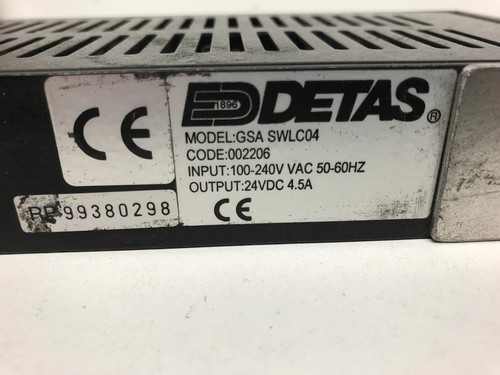 CE
1896 DETAS®
MODEL:GSA SWLC04
CODE:002206
INPUT:100-240V VAC 50-60HZ
OUTPUT:24VDC 4.5A
CE
99380298